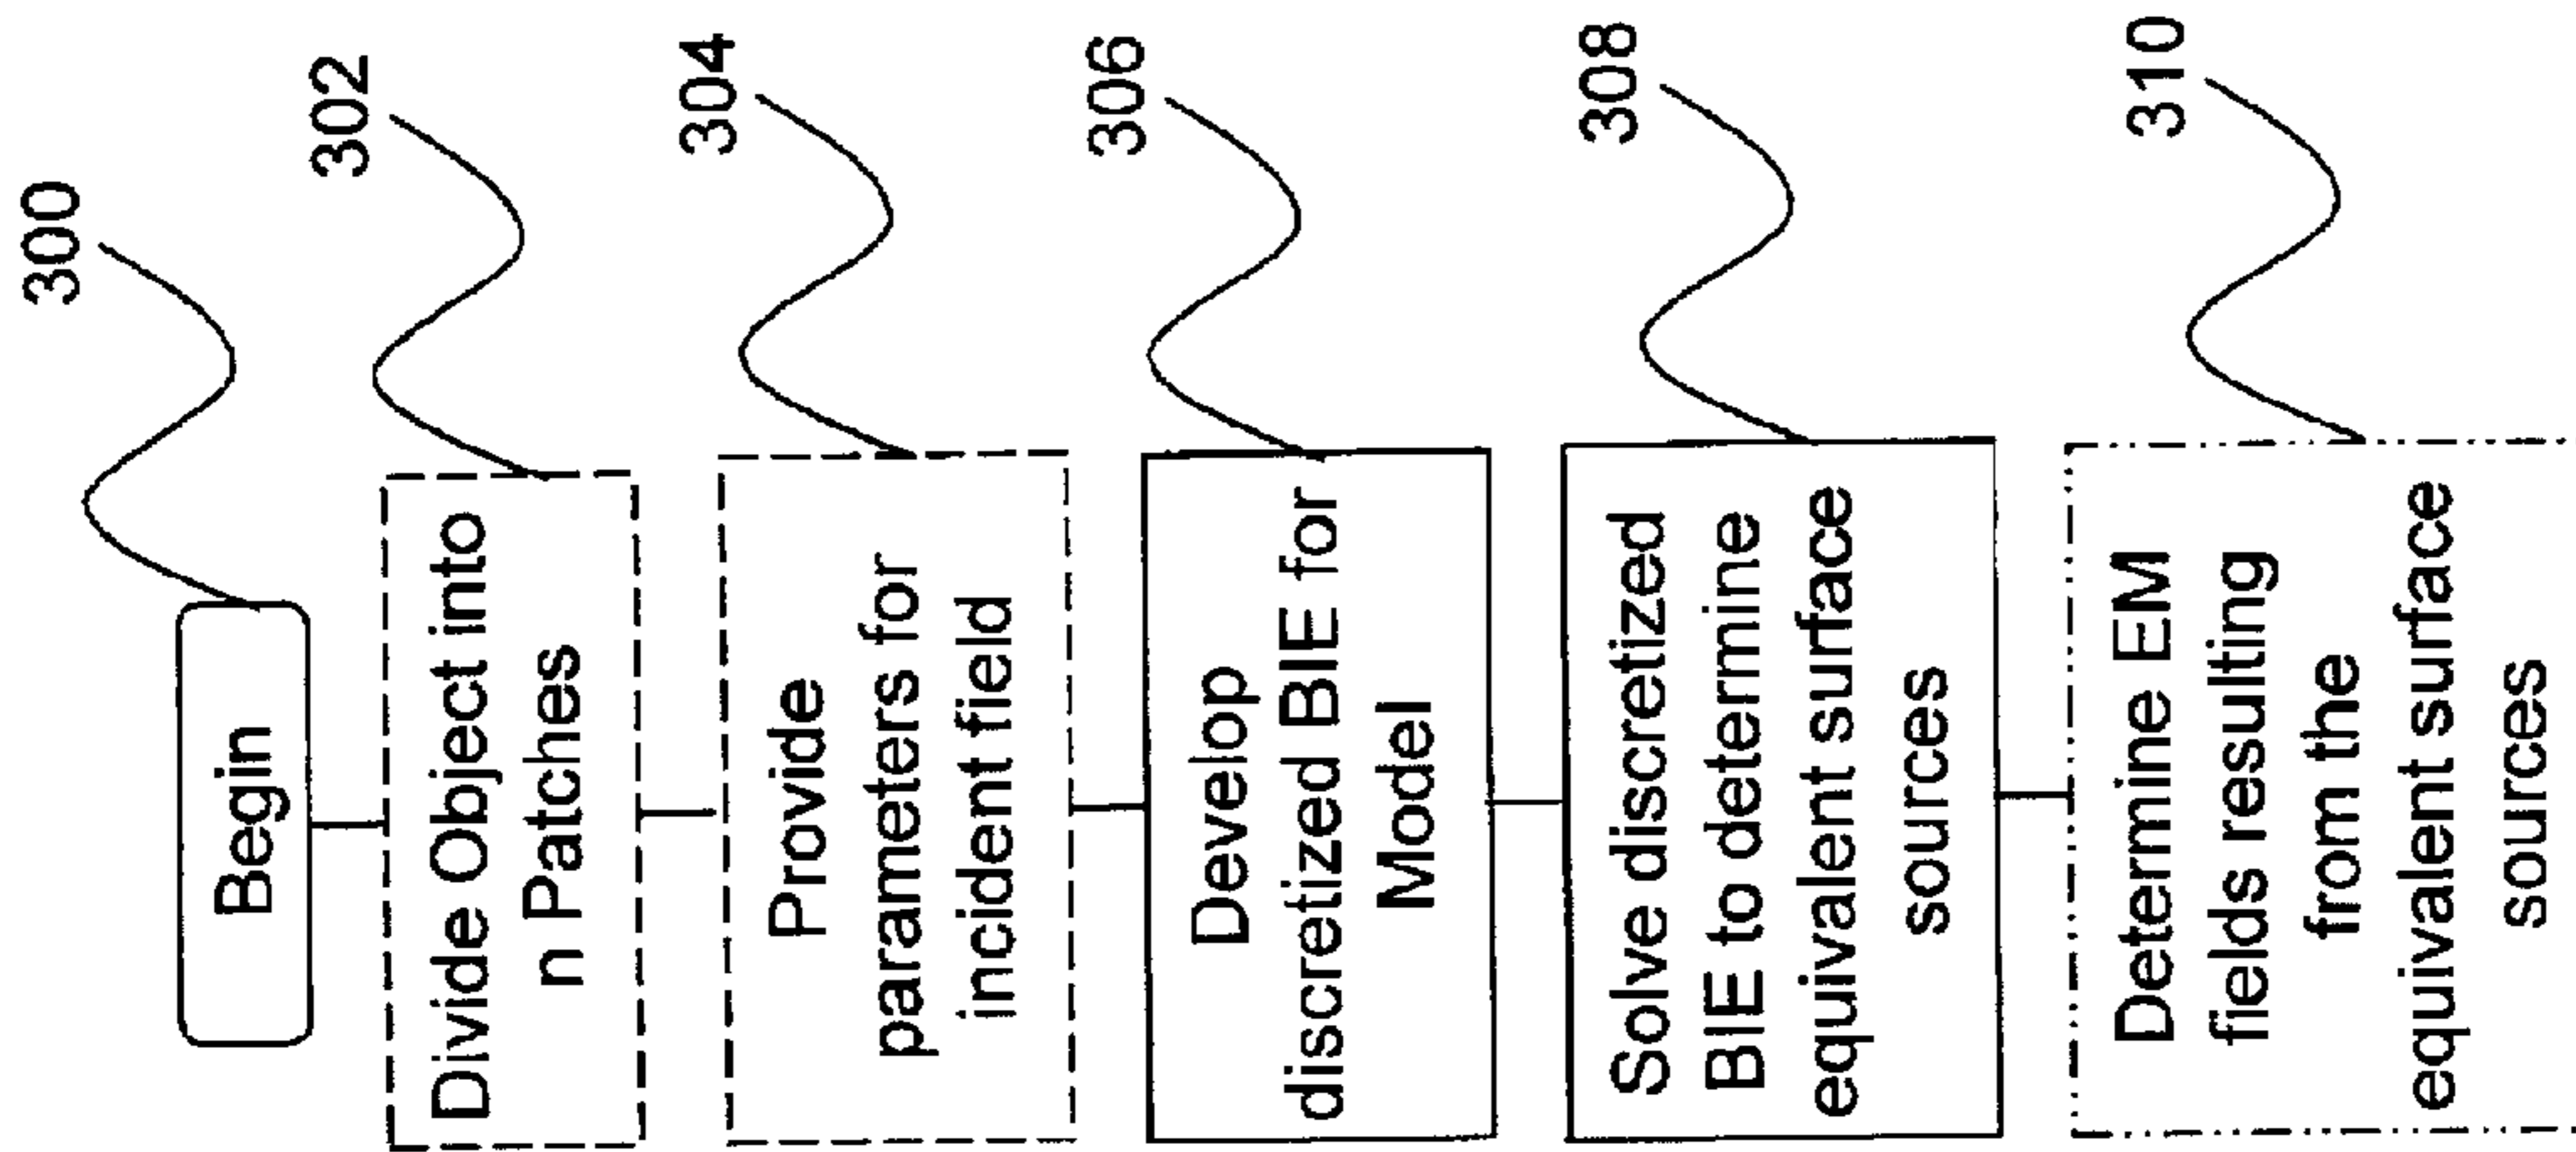 300
Begin
302
Divide Object into
n Patches
304
Provide
parameters for
incident field
306
Develop
discretized BIE for
Model
308
Solve discretized
BIE to determine
equivalent surface
sources
310
Determine EM
fields resulting
from the
equivalent surface
sources